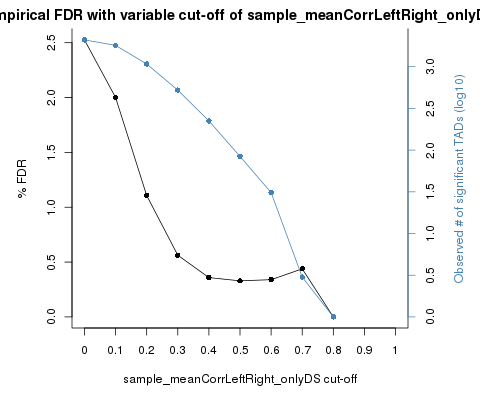 mpirical FDR with variable cut-off of sample_meanCorrLeftRight_onlyD
% FDR
2.5
2.0
1.5
1.0
0.5
0.0
3.0
2.5
2.0
1.5
1.0
0.5
0.0
Observed # of significant TADs (log10)
0 0.1 0.2 0.3 0.4 0.5 0.6 0.7 0.8 0.9 1
sample_meanCorrLeftRight_onlyDS cut-off